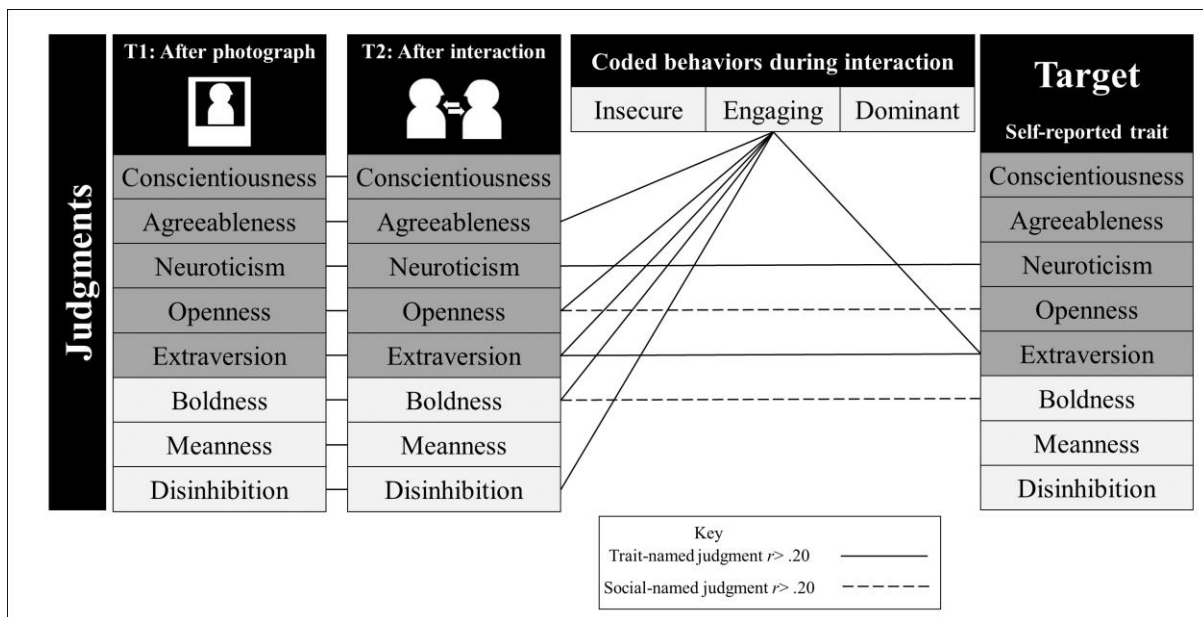 Judgments
T1: After photograph
Conscientiousness
Agreeableness
Neuroticism
Openness
Extraversion
Boldness
Meanness
Disinhibition
T2: After interaction
Conscientiousness
Agreeableness
Neuroticism
Openness
Extraversion
Boldness
Meanness
Disinhibition
Coded behaviors during interaction
Insecure Engaging Dominant
Target
Self-reported trait
Conscientiousness
Agreeableness
Neuroticism
Openness
Extraversion
Boldness
Meanness
Disinhibition
Key
Trait-named judgment r> .20
Social-named judgment r> .20